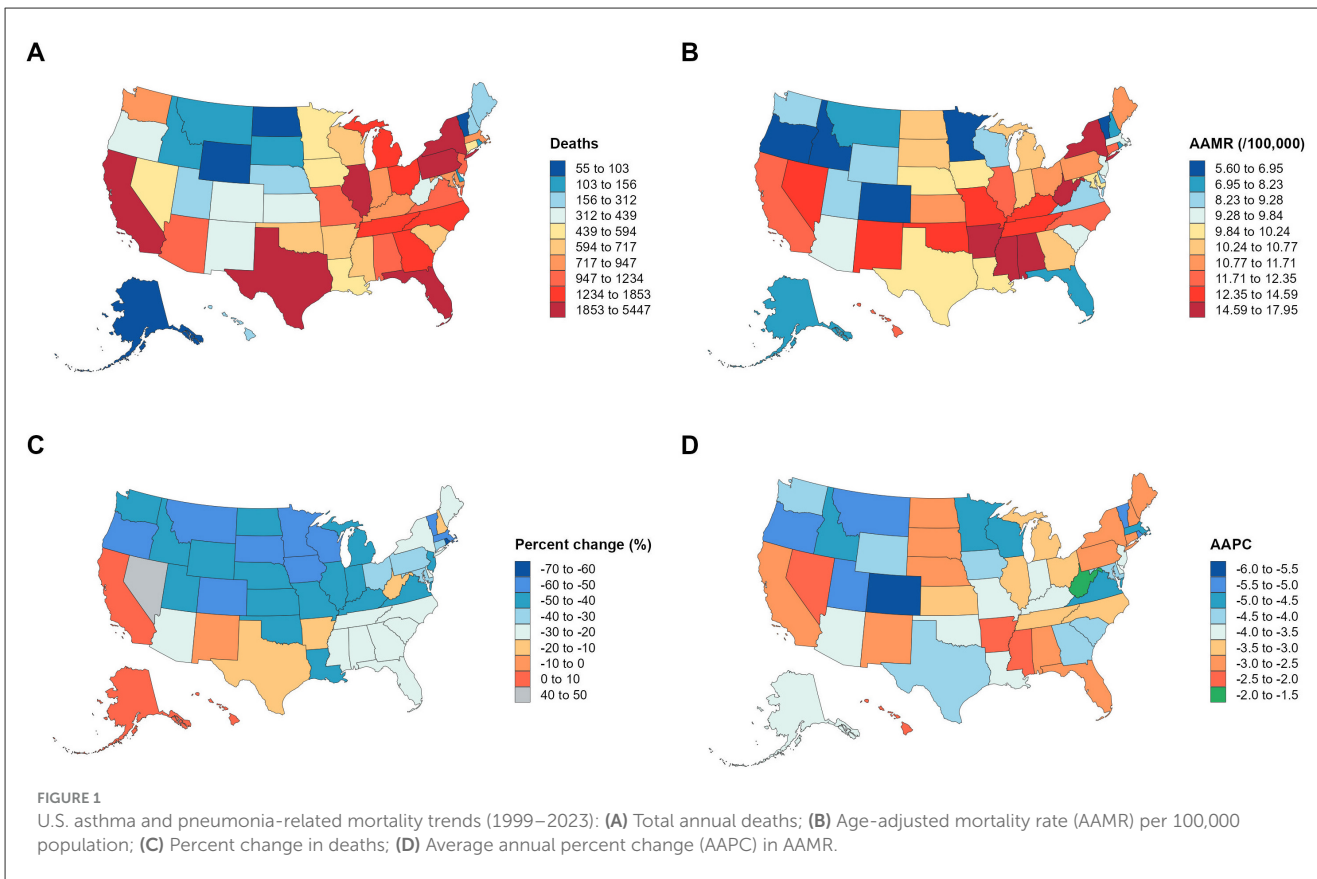 A
Deaths
55 to 103
103 to 156
156 to 312
312 to 439
439 to 594
594 to 717
717 to 947
947 to 1234
1234 to 1853
1853 to 5447
B
AAMR (/100,000)
5.60 to 6.95
6.95 to 8.23
8.23 to 9.28
9.28 to 9.84
9.84 to 10.24
10.24 to 10.77
10.77 to 11.71
11.71 to 12.35
12.35 to 14.59
14.59 to 17.95
C
Percent change (%)
-70 to -60
-60 to -50
-50 to -40
-40 to -30
-30 to -20
-20 to -10
-10 to 0
0 to 10
40 to 50
D
AAPC
-6.0 to -5.5
-5.5 to -5.0
-5.0 to -4.5
-4.5 to -4.0
-4.0 to -3.5
-3.5 to -3.0
-3.0 to -2.5
-2.5 to -2.0
-2.0 to -1.5
FIGURE 1
U.S. asthma and pneumonia-related mortality trends (1999–2023): (A) Total annual deaths; (B) Age-adjusted mortality rate (AAMR) per 100,000
population; (C) Percent change in deaths; (D) Average annual percent change (AAPC) in AAMR.